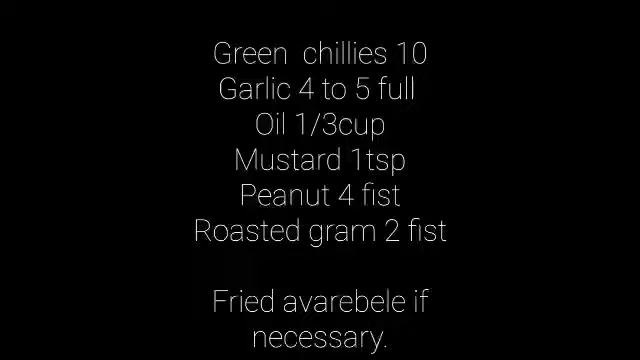 Green  chillies 10
Garlic 4 to 5 full
Oil 1/3cup
Mustard 1tsp
Peanut 4 fist
Roasted gram 2 fist
Fried avarebele if
necessary.